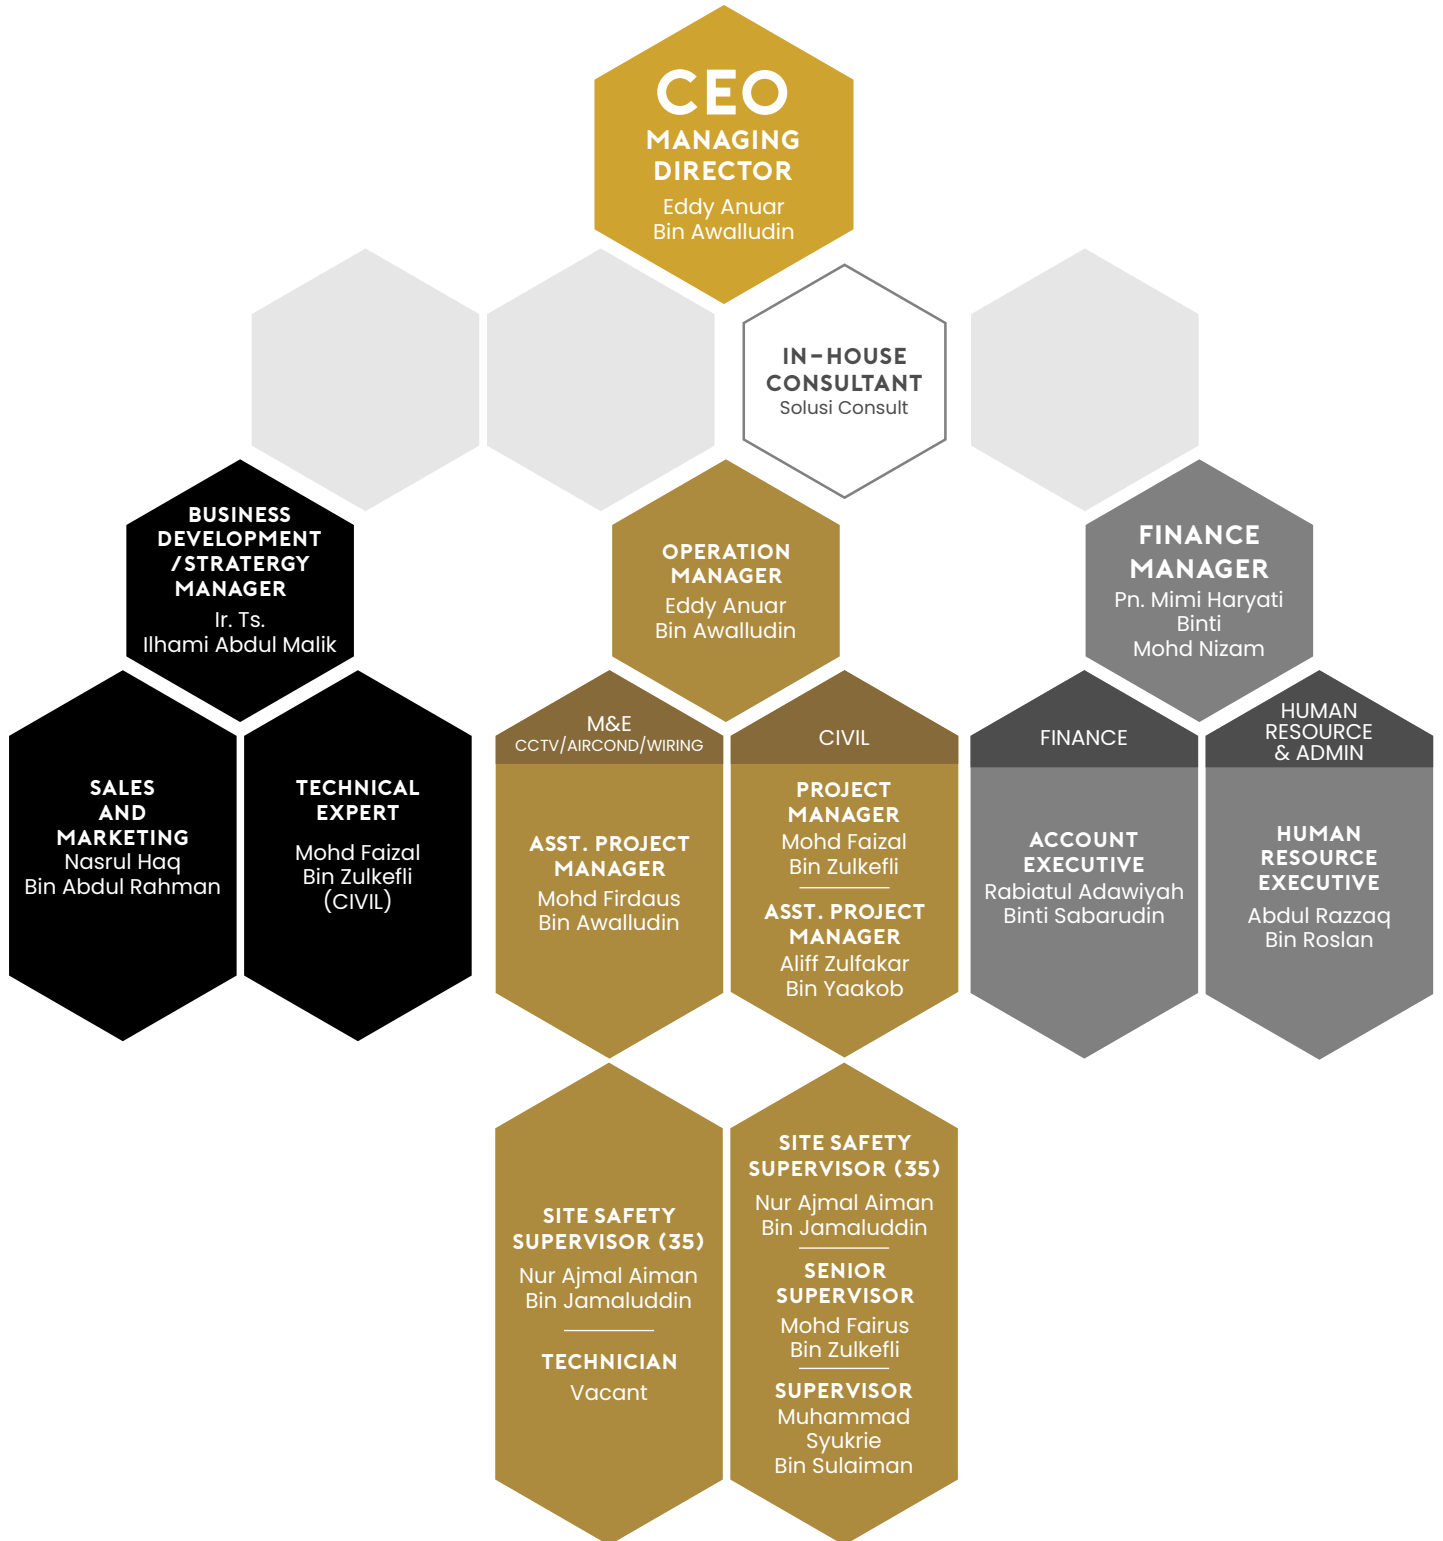 CEO
MANAGING
DIRECTOR
Eddy Anuar
Bin Awalludin
IN-HOUSE
CONSULTANT
Solusi Consult
BUSINESS
DEVELOPMENT
/STRATERGY
MANAGER
Ir. Ts.
Ilhami Abdul Malik
OPERATION
MANAGER
Eddy Anuar
Bin Awalludin
FINANCE
MANAGER
Pn. Mimi Haryati
Binti
Mohd Nizam
SALES
AND
MARKETING
Nasrul Haq
Bin Abdul Rahman
TECHNICAL
EXPERT
Mohd Faizal
Bin Zulkefli
(CIVIL)
M&E
CCTV/AIRCOND/WIRING
ASST. PROJECT
MANAGER
Mohd Firdaus
Bin Awalludin
CIVIL
PROJECT
MANAGER
Mohd Faizal
Bin Zulkefli
ASST. PROJECT
MANAGER
Aliff Zulfakar
Bin Yaakob
FINANCE
ACCOUNT
EXECUTIVE
Rabiatul Adawiyah
Binti Sabarudin
HUMAN
RESOURCE
& ADMIN
HUMAN
RESOURCE
EXECUTIVE
Abdul Razzaq
Bin Roslan
SITE SAFETY
SUPERVISOR (35)
Nur Ajmal Aiman
Bin Jamaluddin
TECHNICIAN
Vacant
SITE SAFETY
SUPERVISOR (35)
Nur Ajmal Aiman
Bin Jamaluddin
SENIOR
SUPERVISOR
Mohd Fairus
Bin Zulkefli
SUPERVISOR
Muhammad
Syukrie
Bin Sulaiman